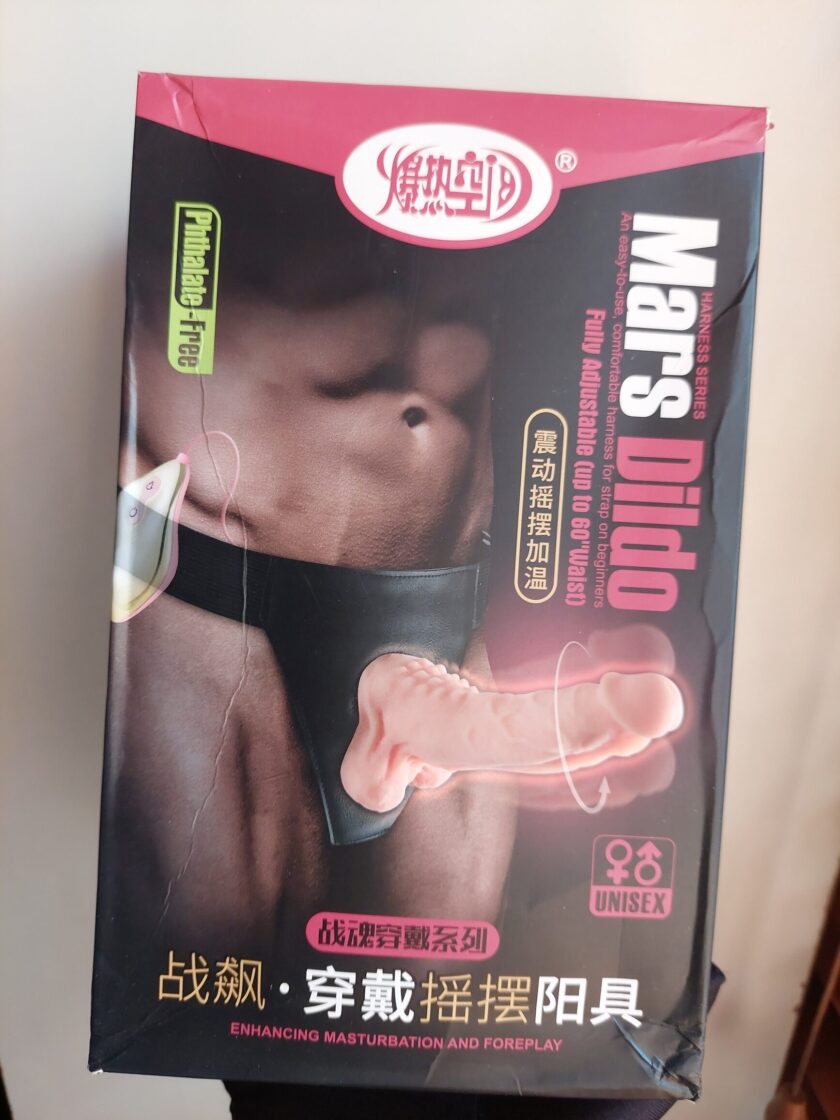 爆热空间®
Phthalate-Free
HARNESS SERIES
Mars Dildo
An easy-to-use, comfortable harness for strap on beginners
Fully Adjustable (up to 60"Waist)
震动摇摆加温
UNISEX
战魂穿戴系列
战飙·穿戴摇摆阳具
ENHANCING MASTURBATION AND FOREPLAY